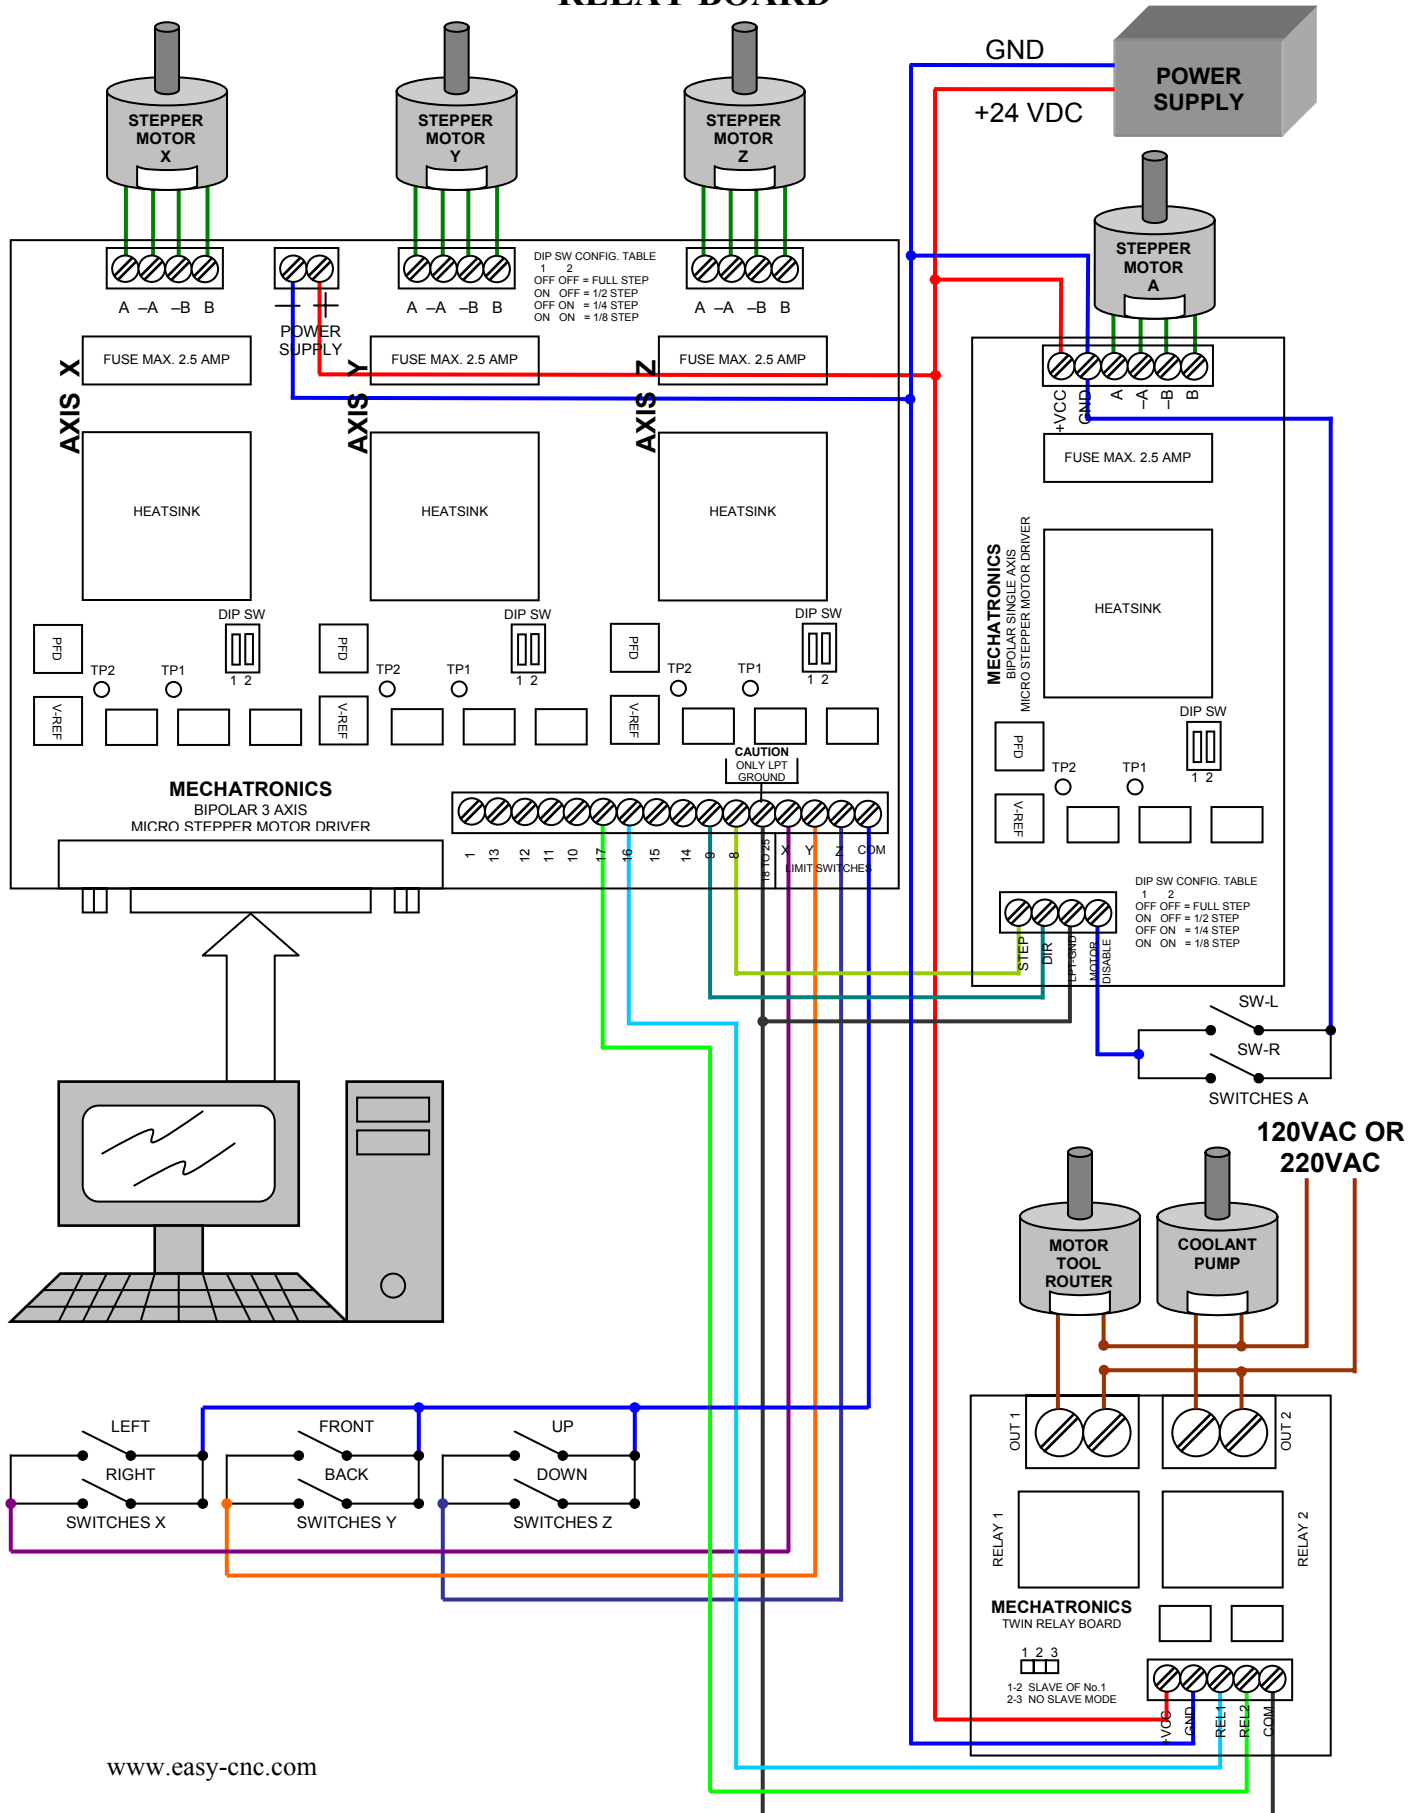 RELAY BOARD
GND
+24 VDC
POWER
SUPPLY
STEPPER
MOTOR
X
STEPPER
MOTOR
Y
STEPPER
MOTOR
Z
STEPPER
MOTOR
A
A –A –B B
– +
POWER
SUPPLY
A –A –B B
DIP SW CONFIG. TABLE
1 2
OFF OFF = FULL STEP
ON OFF = 1/2 STEP
OFF ON = 1/4 STEP
ON ON = 1/8 STEP
A –A –B B
AXIS X
FUSE MAX. 2.5 AMP
AXIS Y
FUSE MAX. 2.5 AMP
AXIS Z
FUSE MAX. 2.5 AMP
HEATSINK
HEATSINK
HEATSINK
PFD
V-REF
TP2
TP1
DIP SW
1 2
PFD
V-REF
TP2
TP1
DIP SW
1 2
PFD
V-REF
TP2
TP1
DIP SW
1 2
CAUTION
ONLY LPT
GROUND
MECHATRONICS
BIPOLAR 3 AXIS
MICRO STEPPER MOTOR DRIVER
1 13 12 11 10 17 16 15 14 9 8 18 TO 25 X Y Z COM
LIMIT SWITCHES
+VCC GND A –A –B B
FUSE MAX. 2.5 AMP
MECHATRONICS
BIPOLAR SINGLE AXIS
MICRO STEPPER MOTOR DRIVER
HEATSINK
PFD
V-REF
TP2
TP1
DIP SW
1 2
DIP SW CONFIG. TABLE
1 2
OFF OFF = FULL STEP
ON OFF = 1/2 STEP
OFF ON = 1/4 STEP
ON ON = 1/8 STEP
STEP
DIR
LPT-GND
MOTOR
DISABLE
SW-L
SW-R
SWITCHES A
120VAC OR
220VAC
MOTOR
TOOL
ROUTER
COOLANT
PUMP
LEFT
RIGHT
SWITCHES X
FRONT
BACK
SWITCHES Y
UP
DOWN
SWITCHES Z
OUT 1
OUT 2
RELAY 1
RELAY 2
MECHATRONICS
TWIN RELAY BOARD
1 2 3
1-2 SLAVE OF No.1
2-3 NO SLAVE MODE
+VCC
GND
REL1
REL2
COM
www.easy-cnc.com